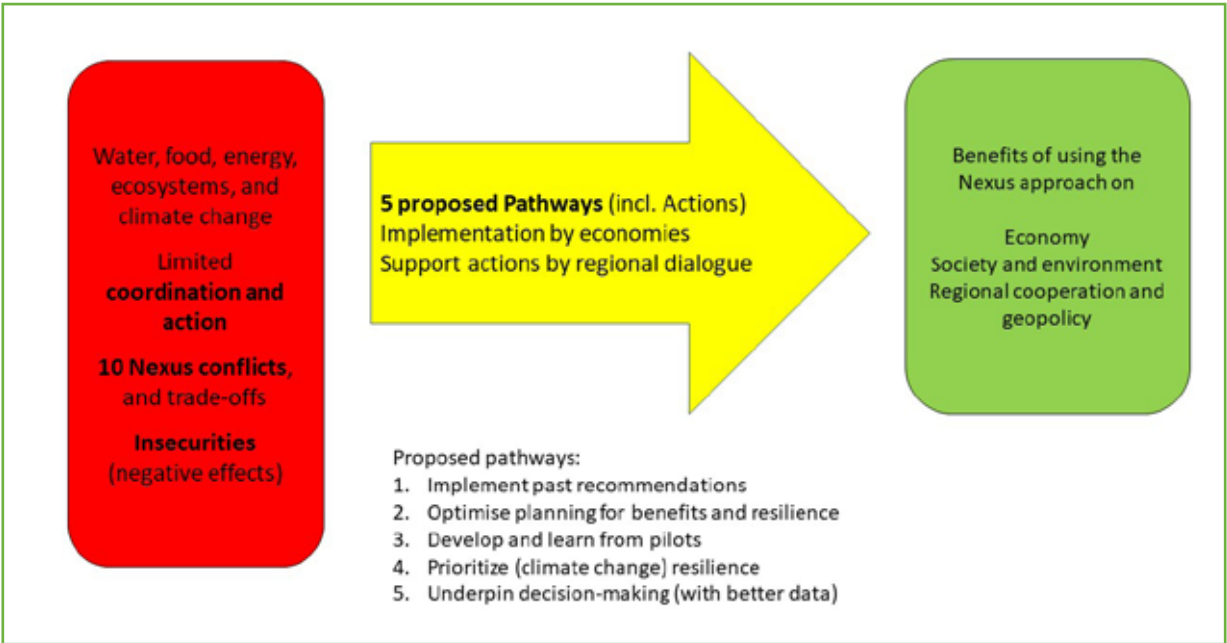 Water, food, energy,
ecosystems, and
climate change
Limited
coordination and
action
10 Nexus conflicts,
and trade-offs
Insecurities
(negative effects)
5 proposed Pathways (incl. Actions)
Implementation by economies
Support actions by regional dialogue
Proposed pathways:
1. Implement past recommendations
2. Optimise planning for benefits and resilience
3. Develop and learn from pilots
4. Prioritize (climate change] resilience
5. Underpin decision-making (with better data)
Benefits of using the
Nexus approach on
Economy
Society and environment
Regional cooperation and
geopolicy